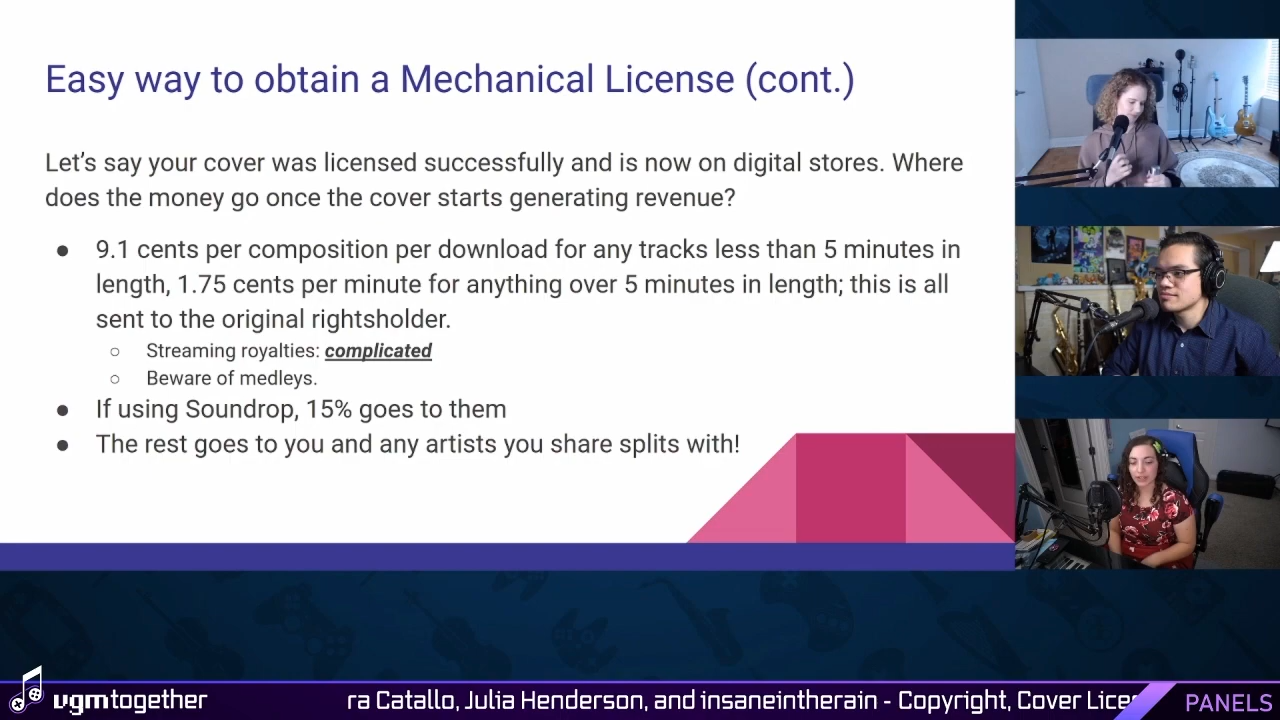 Easy way to obtain a Mechanical License (cont.)
Let's say your cover was licensed successfully and is now on digital stores. Where
does the money go once the cover starts generating revenue?
● 9.1 cents per composition per download for any tracks less than 5 minutes in
length, 1.75 cents per minute for anything over 5 minutes in length; this is all
sent to the original rightsholder.
○ Streaming royalties: complicated
○ Beware of medleys.
● If using Soundrop, 15% goes to them
● The rest goes to you and any artists you share splits with!
vgmtogether
ra Catallo, Julia Henderson, and insaneintherain - Copyright, Cover Lice
PANELS